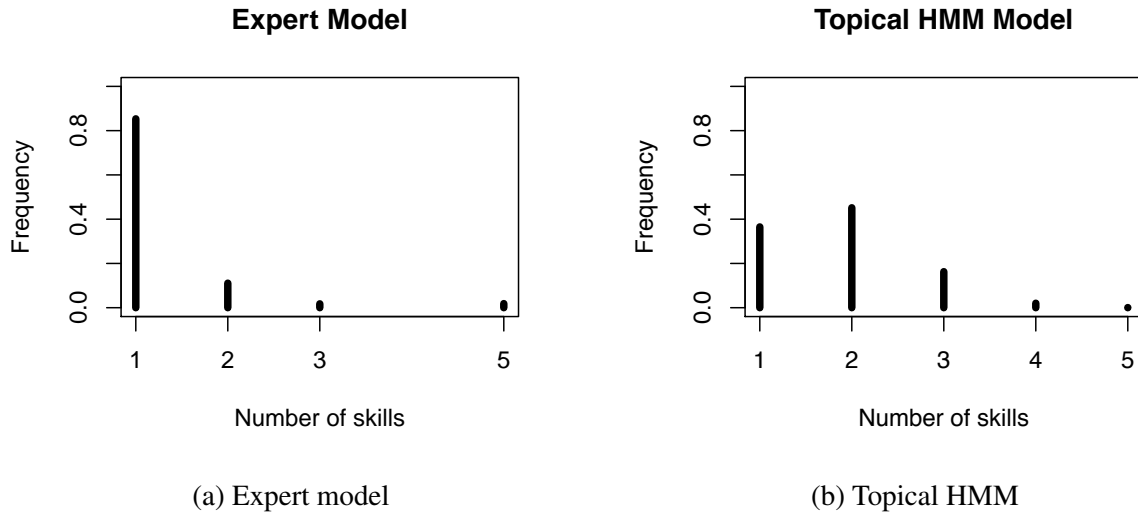 Expert Model
Frequency
0.8
0.4
0.0
1 2 3 5
Number of skills
(a) Expert model
Topical HMM Model
Frequency
0.8
0.4
0.0
1 2 3 4 5
Number of skills
(b) Topical HMM